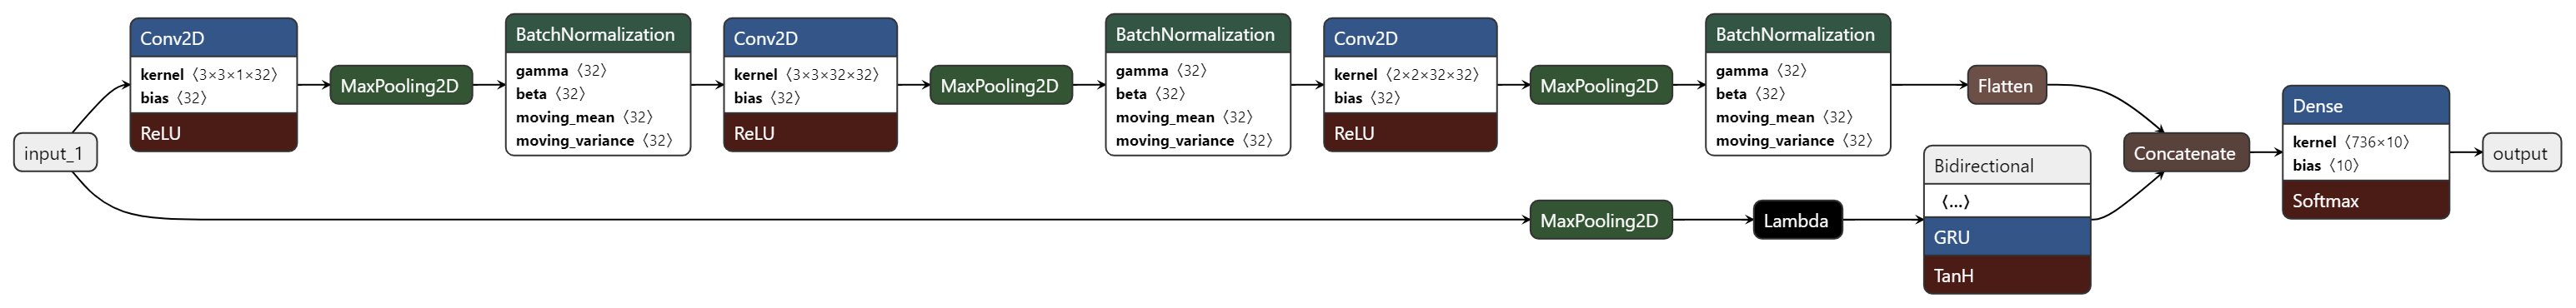 input_1
Conv2D
kernel 〈3×3×1×32〉
bias 〈32〉
ReLU
MaxPooling2D
BatchNormalization
gamma 〈32〉
beta 〈32〉
moving_mean 〈32〉
moving_variance 〈32〉
Conv2D
kernel 〈3×3×32×32〉
bias 〈32〉
ReLU
MaxPooling2D
BatchNormalization
gamma 〈32〉
beta 〈32〉
moving_mean 〈32〉
moving_variance 〈32〉
Conv2D
kernel 〈2×2×32×32〉
bias 〈32〉
ReLU
MaxPooling2D
BatchNormalization
gamma 〈32〉
beta 〈32〉
moving_mean 〈32〉
moving_variance 〈32〉
Flatten
MaxPooling2D
Lambda
Bidirectional
〈…〉
GRU
TanH
Concatenate
Dense
kernel 〈736×10〉
bias 〈10〉
Softmax
output